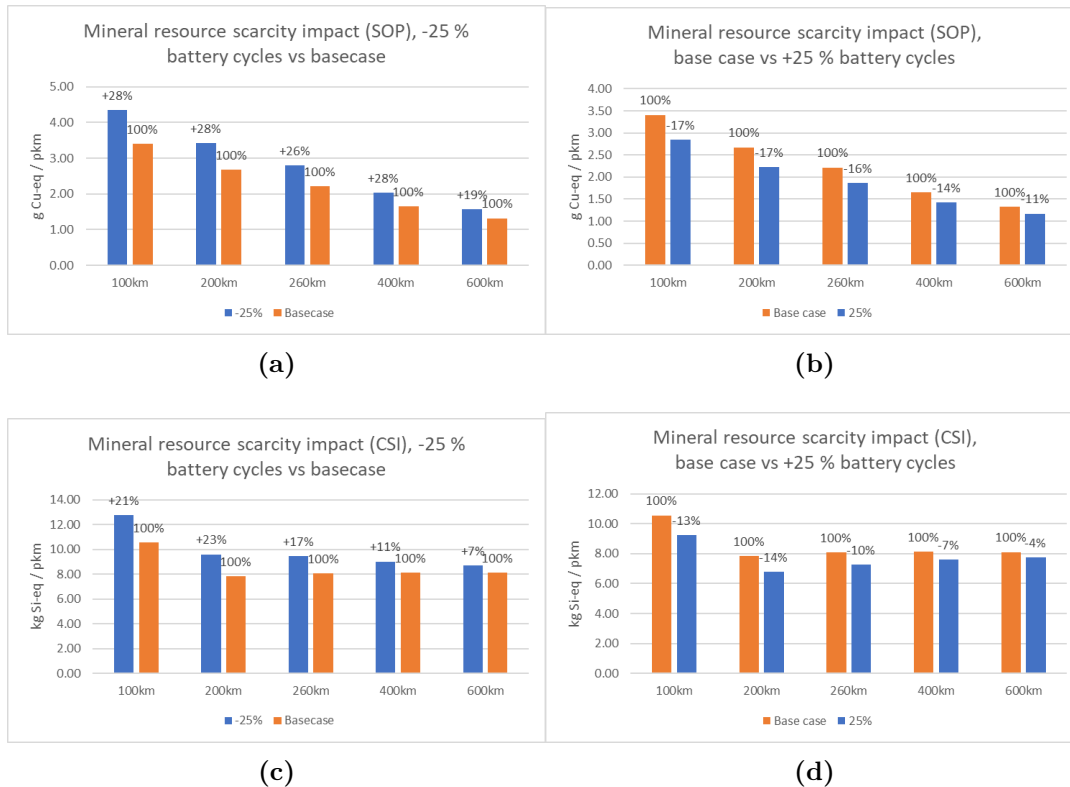 Mineral resource scarcity impact (SOP), -25 %
battery cycles vs basecase
g Cu-eq / pkm
5.00
4.00
3.00
2.00
1.00
0.00
+28%
100%
+28%
100%
+26%
100%
+28%
100%
+19%
100%
100km
200km
260km
400km
600km
-25%
Basecase
(a)
Mineral resource scarcity impact (SOP),
base case vs +25 % battery cycles
g Cu-eq / pkm
4.00
3.50
3.00
2.50
2.00
1.50
1.00
0.50
0.00
100%
-17%
100%
-17%
100%
-16%
100%
-14%
100%
-11%
100km
200km
260km
400km
600km
Base case
25%
(b)
Mineral resource scarcity impact (CSI), -25 %
battery cycles vs basecase
kg Si-eq / pkm
14.00
12.00
10.00
8.00
6.00
4.00
2.00
0.00
+21%
100%
+23%
100%
+17%
100%
+11%
100%
+7%
100%
100km
200km
260km
400km
600km
-25%
Basecase
(c)
Mineral resource scarcity impact (CSI),
base case vs +25 % battery cycles
kg Si-eq / pkm
12.00
10.00
8.00
6.00
4.00
2.00
0.00
100%
-13%
100%
-14%
100%
-10%
100%
-7%
100%
-4%
100km
200km
260km
400km
600km
Base case
25%
(d)